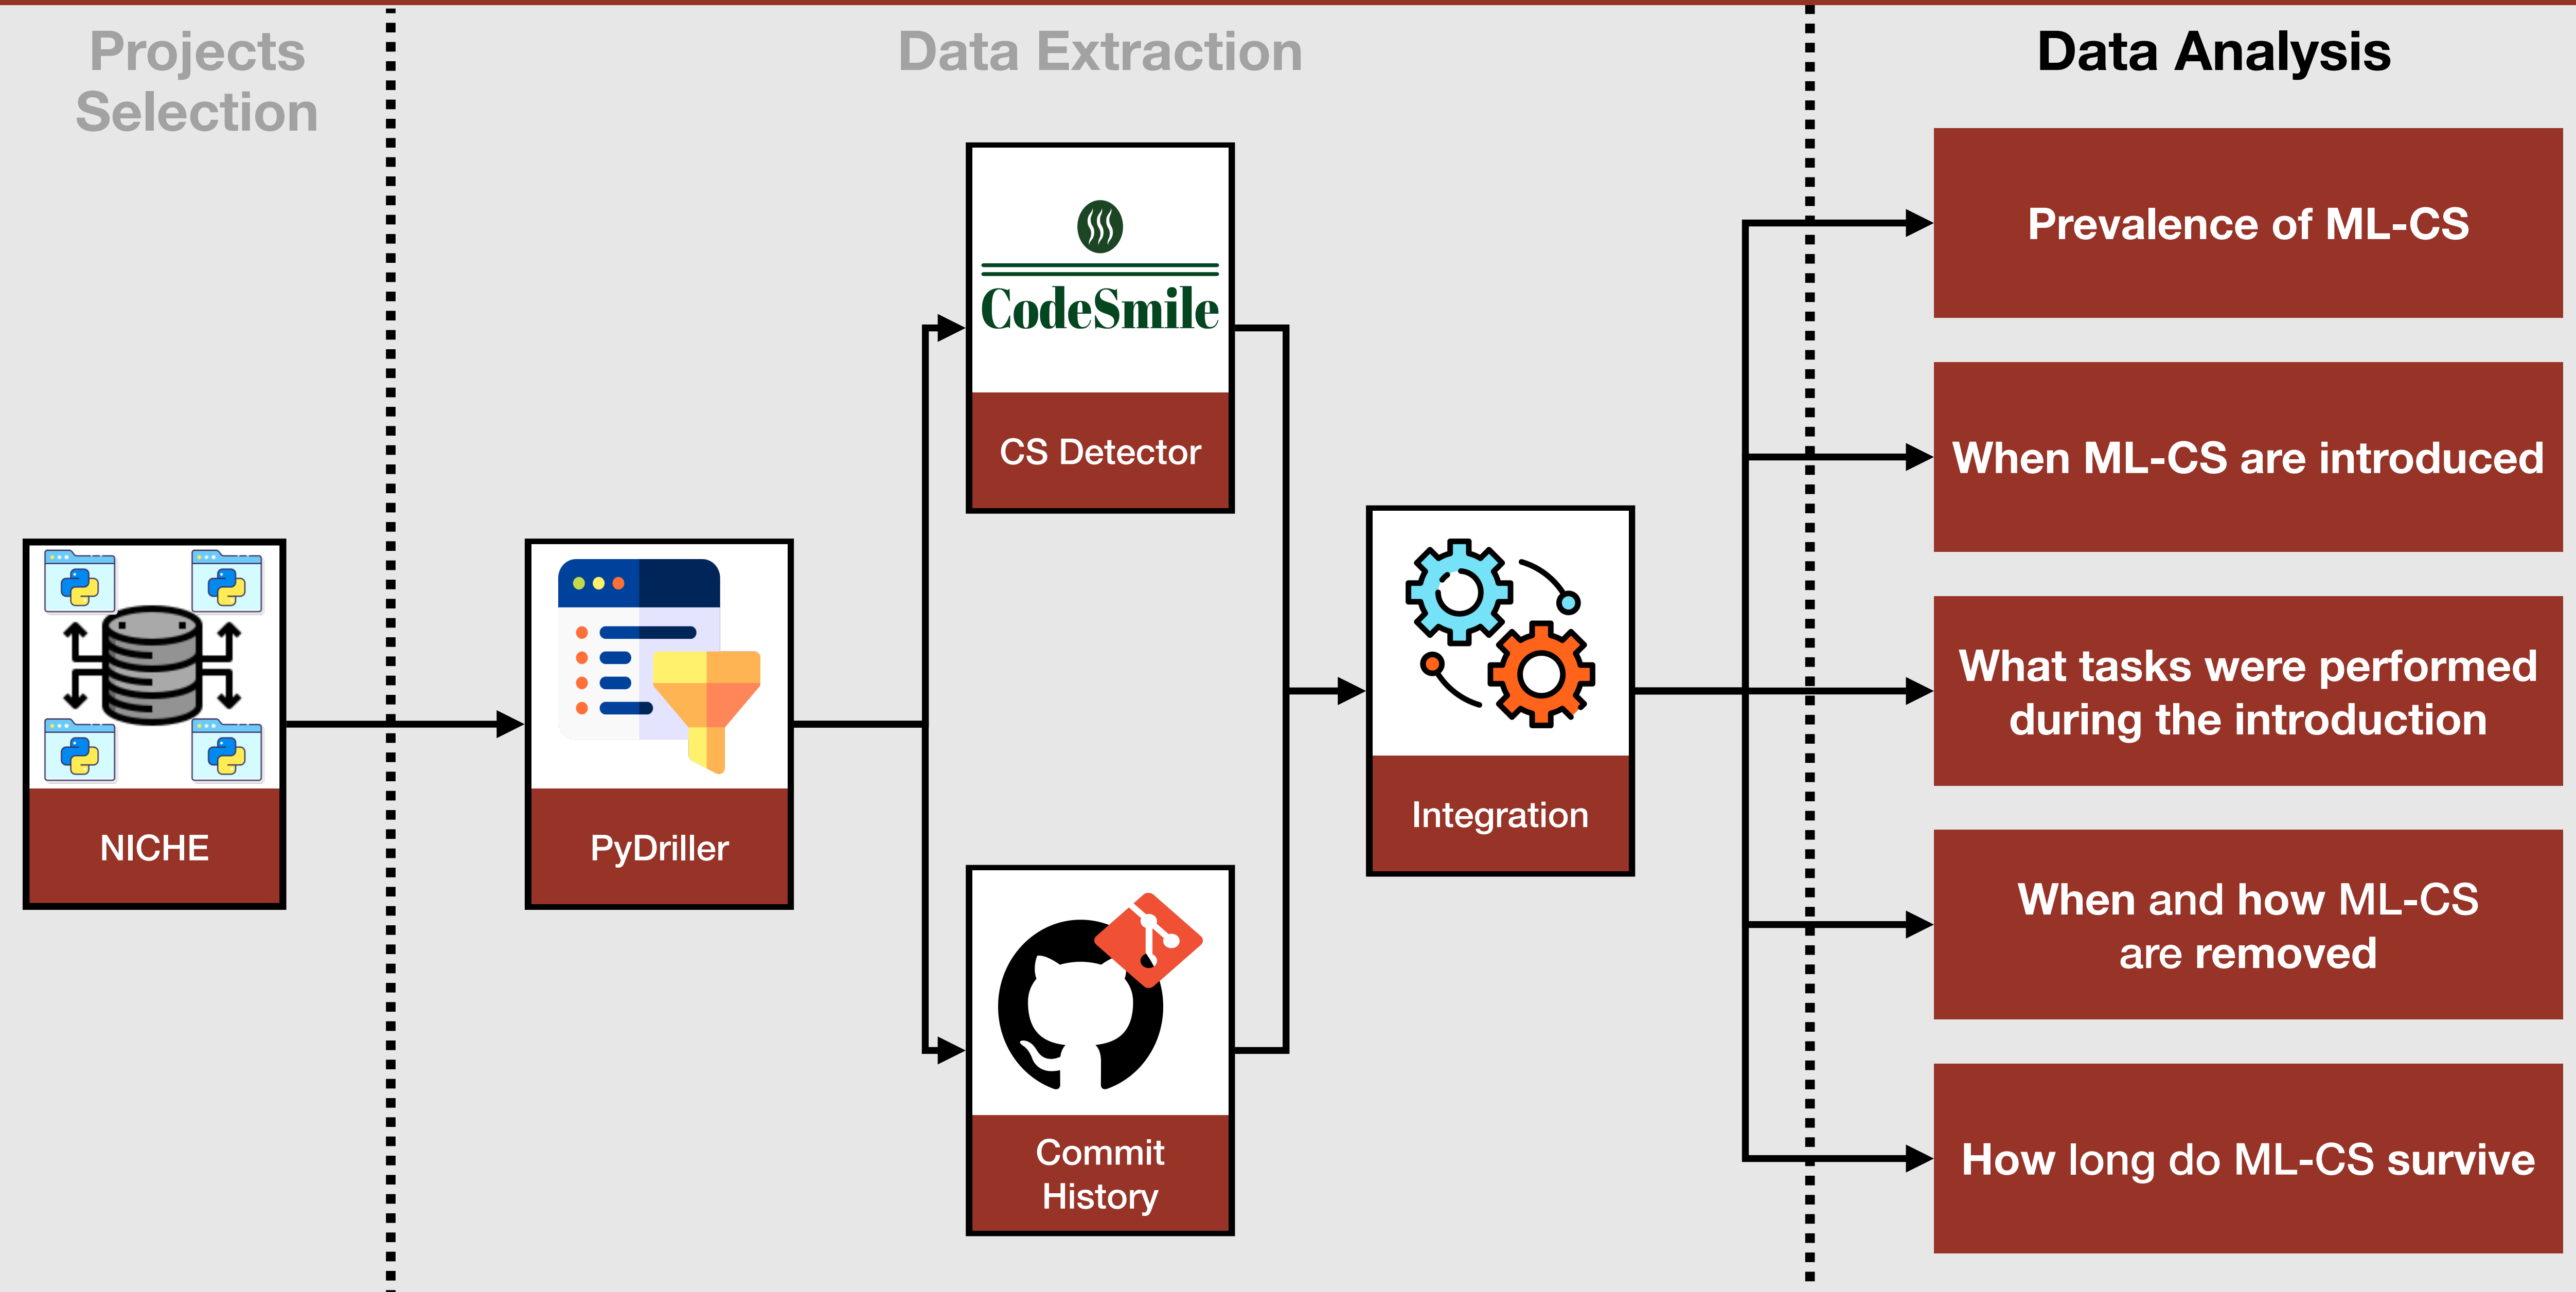 Projects
Selection
Data Extraction
Data Analysis
NICHE
PyDriller
CodeSmile
CS Detector
Commit
History
Integration
Prevalence of ML-CS
When ML-CS are introduced
What tasks were performed
during the introduction
When and how ML-CS
are removed
How long do ML-CS survive